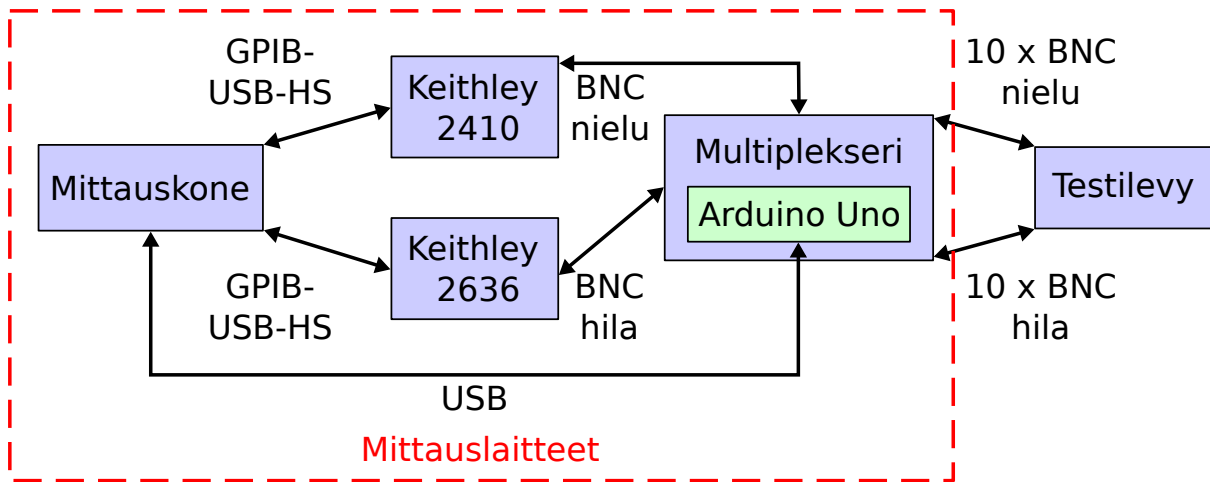 GPIB-
USB-HS
Keithley
2410
BNC
nielu
10 x BNC
nielu
Mittauskone
Multiplekseri
Arduino Uno
Testilevy
Keithley
2636
GPIB-
USB-HS
BNC
hila
10 x BNC
hila
USB
Mittauslaitteet